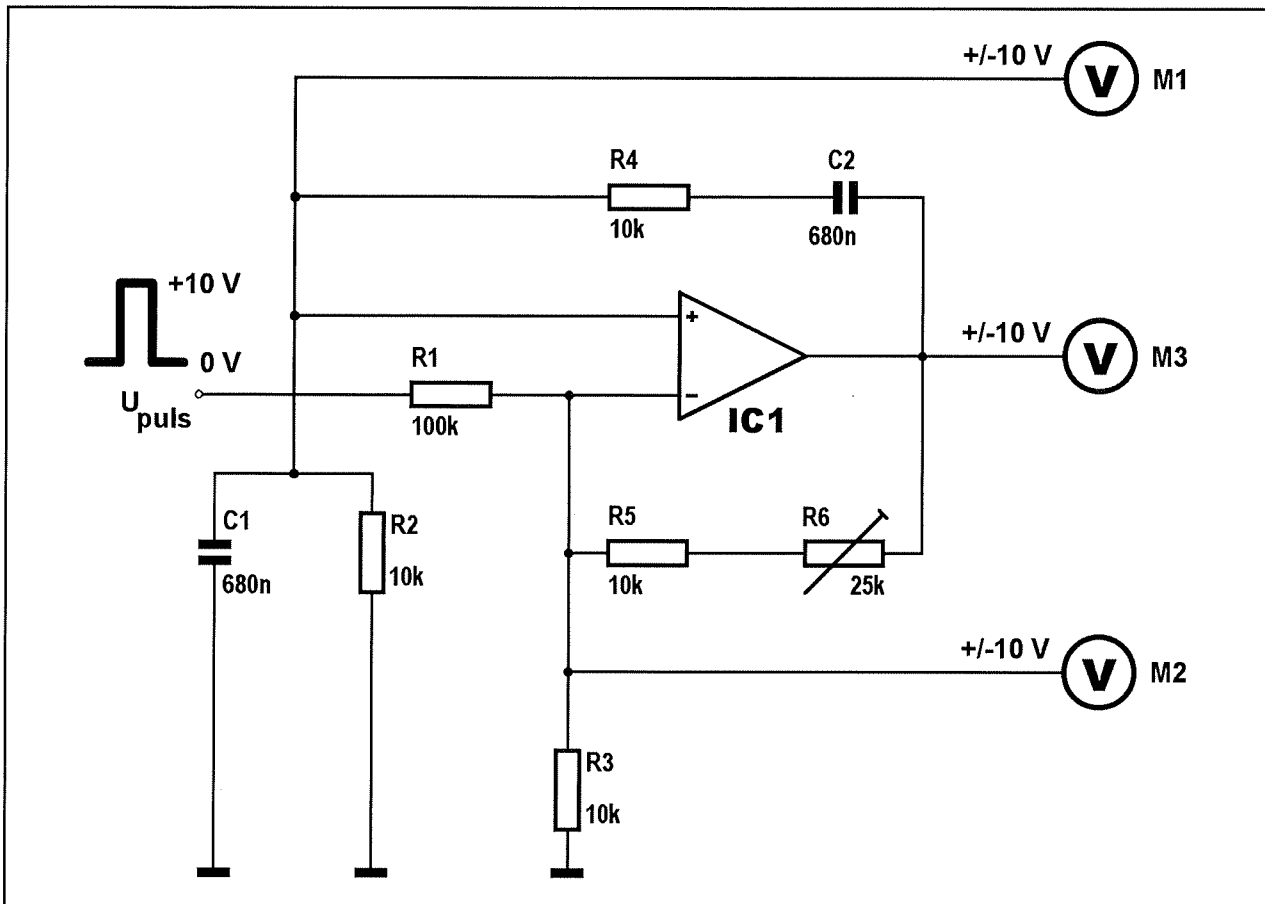 +/-10 V
V M1
R4
C2
10k
680n
+10 V
0 V
U puls
R1
100k
+
-
IC1
+/-10 V
V M3
C1
680n
R2
10k
R5
10k
R6
25k
+/-10 V
V M2
R3
10k